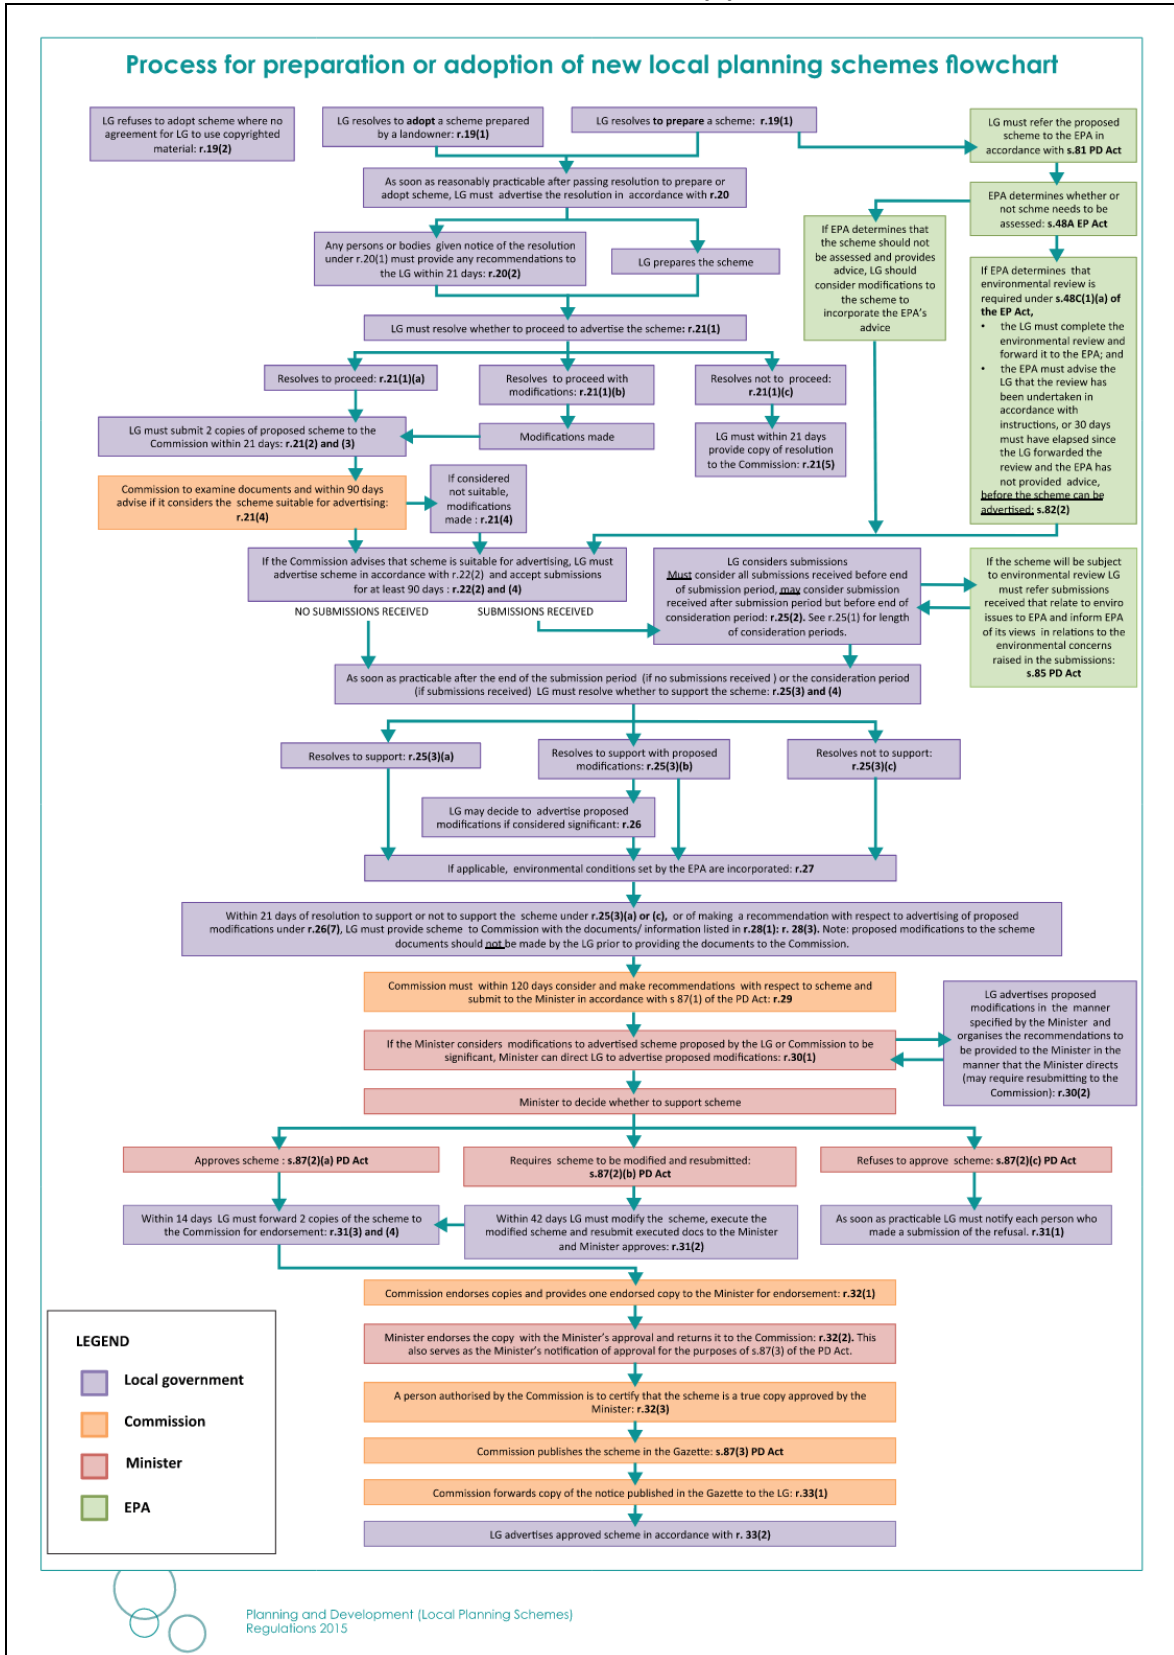 Process for preparation or adoption of new local planning schemes flowchart
LG refuses to adopt scheme where no
agreement for LG to use copyrighted
material: r.19(2)
LG resolves to adopt a scheme prepared
by a landowner: r.19(1)
LG resolves to prepare a scheme: r.19(1)
LG must refer the proposed
scheme to the EPA in
accordance with s.81 PD Act
As soon as reasonably practicable after passing resolution to prepare or
adopt scheme, LG must advertise the resolution in accordance with r.20
EPA determines whether or
not schme needs to be
assessed: s.48A EP Act
If EPA determines that
the scheme should not
be assessed and provides
advice, LG should
consider modifications to
the scheme to
incorporate the EPA's
advice
Any persons or bodies given notice of the resolution
under r.20(1) must provide any recommendations to
the LG within 21 days: r.20(2)
LG prepares the scheme
If EPA determines that
environmental review is
required under s.48C(1)(a) of
the EP Act,
• the LG must complete the
environmental review and
forward it to the EPA; and
• the EPA must advise the
LG that the review has
been undertaken in
accordance with
instructions, or 30 days
must have elapsed since
the LG forwarded the
review and the EPA has
not provided advice,
before the scheme can be
advertised: s.82(2)
LG must resolve whether to proceed to advertise the scheme: r.21(1)
Resolves to proceed: r.21(1)(a)
Resolves to proceed with
modifications: r.21(1)(b)
Resolves not to proceed:
r.21(1)(c)
LG must submit 2 copies of proposed scheme to the
Commission within 21 days: r.21(2) and (3)
Modifications made
LG must within 21 days
provide copy of resolution
to the Commission: r.21(5)
Commission to examine documents and within 90 days
advise if it considers the scheme suitable for advertising:
r.21(4)
If considered
not suitable,
modifications
made : r.21(4)
If the Commission advises that scheme is suitable for advertising, LG must
advertise scheme in accordance with r.22(2) and accept submissions
for at least 90 days : r.22(2) and (4)
NO SUBMISSIONS RECEIVED
SUBMISSIONS RECEIVED
LG considers submissions
Must consider all submissions received before end
of submission period, may consider submission
received after submission period but before end of
consideration period: r.25(2). See r.25(1) for length
of consideration periods.
If the scheme will be subject
to environmental review LG
must refer submissions
received that relate to enviro
issues to EPA and inform EPA
of its views in relations to the
environmental concerns
raised in the submissions:
s.85 PD Act
As soon as practicable after the end of the submission period (if no submissions received ) or the consideration period
(if submissions received) LG must resolve whether to support the scheme: r.25(3) and (4)
Resolves to support: r.25(3)(a)
Resolves to support with proposed
modifications: r.25(3)(b)
Resolves not to support:
r.25(3)(c)
LG may decide to advertise proposed
modifications if considered significant: r.26
If applicable, environmental conditions set by the EPA are incorporated: r.27
Within 21 days of resolution to support or not to support the scheme under r.25(3)(a) or (c), or of making a recommendation with respect to advertising of proposed
modifications under r.26(7), LG must provide scheme to Commission with the documents/ information listed in r.28(1): r. 28(3). Note: proposed modifications to the scheme
documents should not be made by the LG prior to providing the documents to the Commission.
Commission must within 120 days consider and make recommendations with respect to scheme and
submit to the Minister in accordance with s 87(1) of the PD Act: r.29
If the Minister considers modifications to advertised scheme proposed by the LG or Commission to be
significant, Minister can direct LG to advertise proposed modifications: r.30(1)
LG advertises proposed
modifications in the manner
specified by the Minister and
organises the recommendations to
be provided to the Minister in the
manner that the Minister directs
(may require resubmitting to the
Commission): r.30(2)
Minister to decide whether to support scheme
Approves scheme : s.87(2)(a) PD Act
Requires scheme to be modified and resubmitted:
s.87(2)(b) PD Act
Refuses to approve scheme: s.87(2)(c) PD Act
Within 14 days LG must forward 2 copies of the scheme to
the Commission for endorsement: r.31(3) and (4)
Within 42 days LG must modify the scheme, execute the
modified scheme and resubmit executed docs to the Minister
and Minister approves: r.31(2)
As soon as practicable LG must notify each person who
made a submission of the refusal. r.31(1)
Commission endorses copies and provides one endorsed copy to the Minister for endorsement: r.32(1)
Minister endorses the copy with the Minister's approval and returns it to the Commission: r.32(2). This
also serves as the Minister's notification of approval for the purposes of s.87(3) of the PD Act.
A person authorised by the Commission is to certify that the scheme is a true copy approved by the
Minister: r.32(3)
Commission publishes the scheme in the Gazette: s.87(3) PD Act
Commission forwards copy of the notice published in the Gazette to the LG: r.33(1)
LG advertises approved scheme in accordance with r. 33(2)
LEGEND
Local government
Commission
Minister
EPA
Planning and Development (Local Planning Schemes)
Regulations 2015